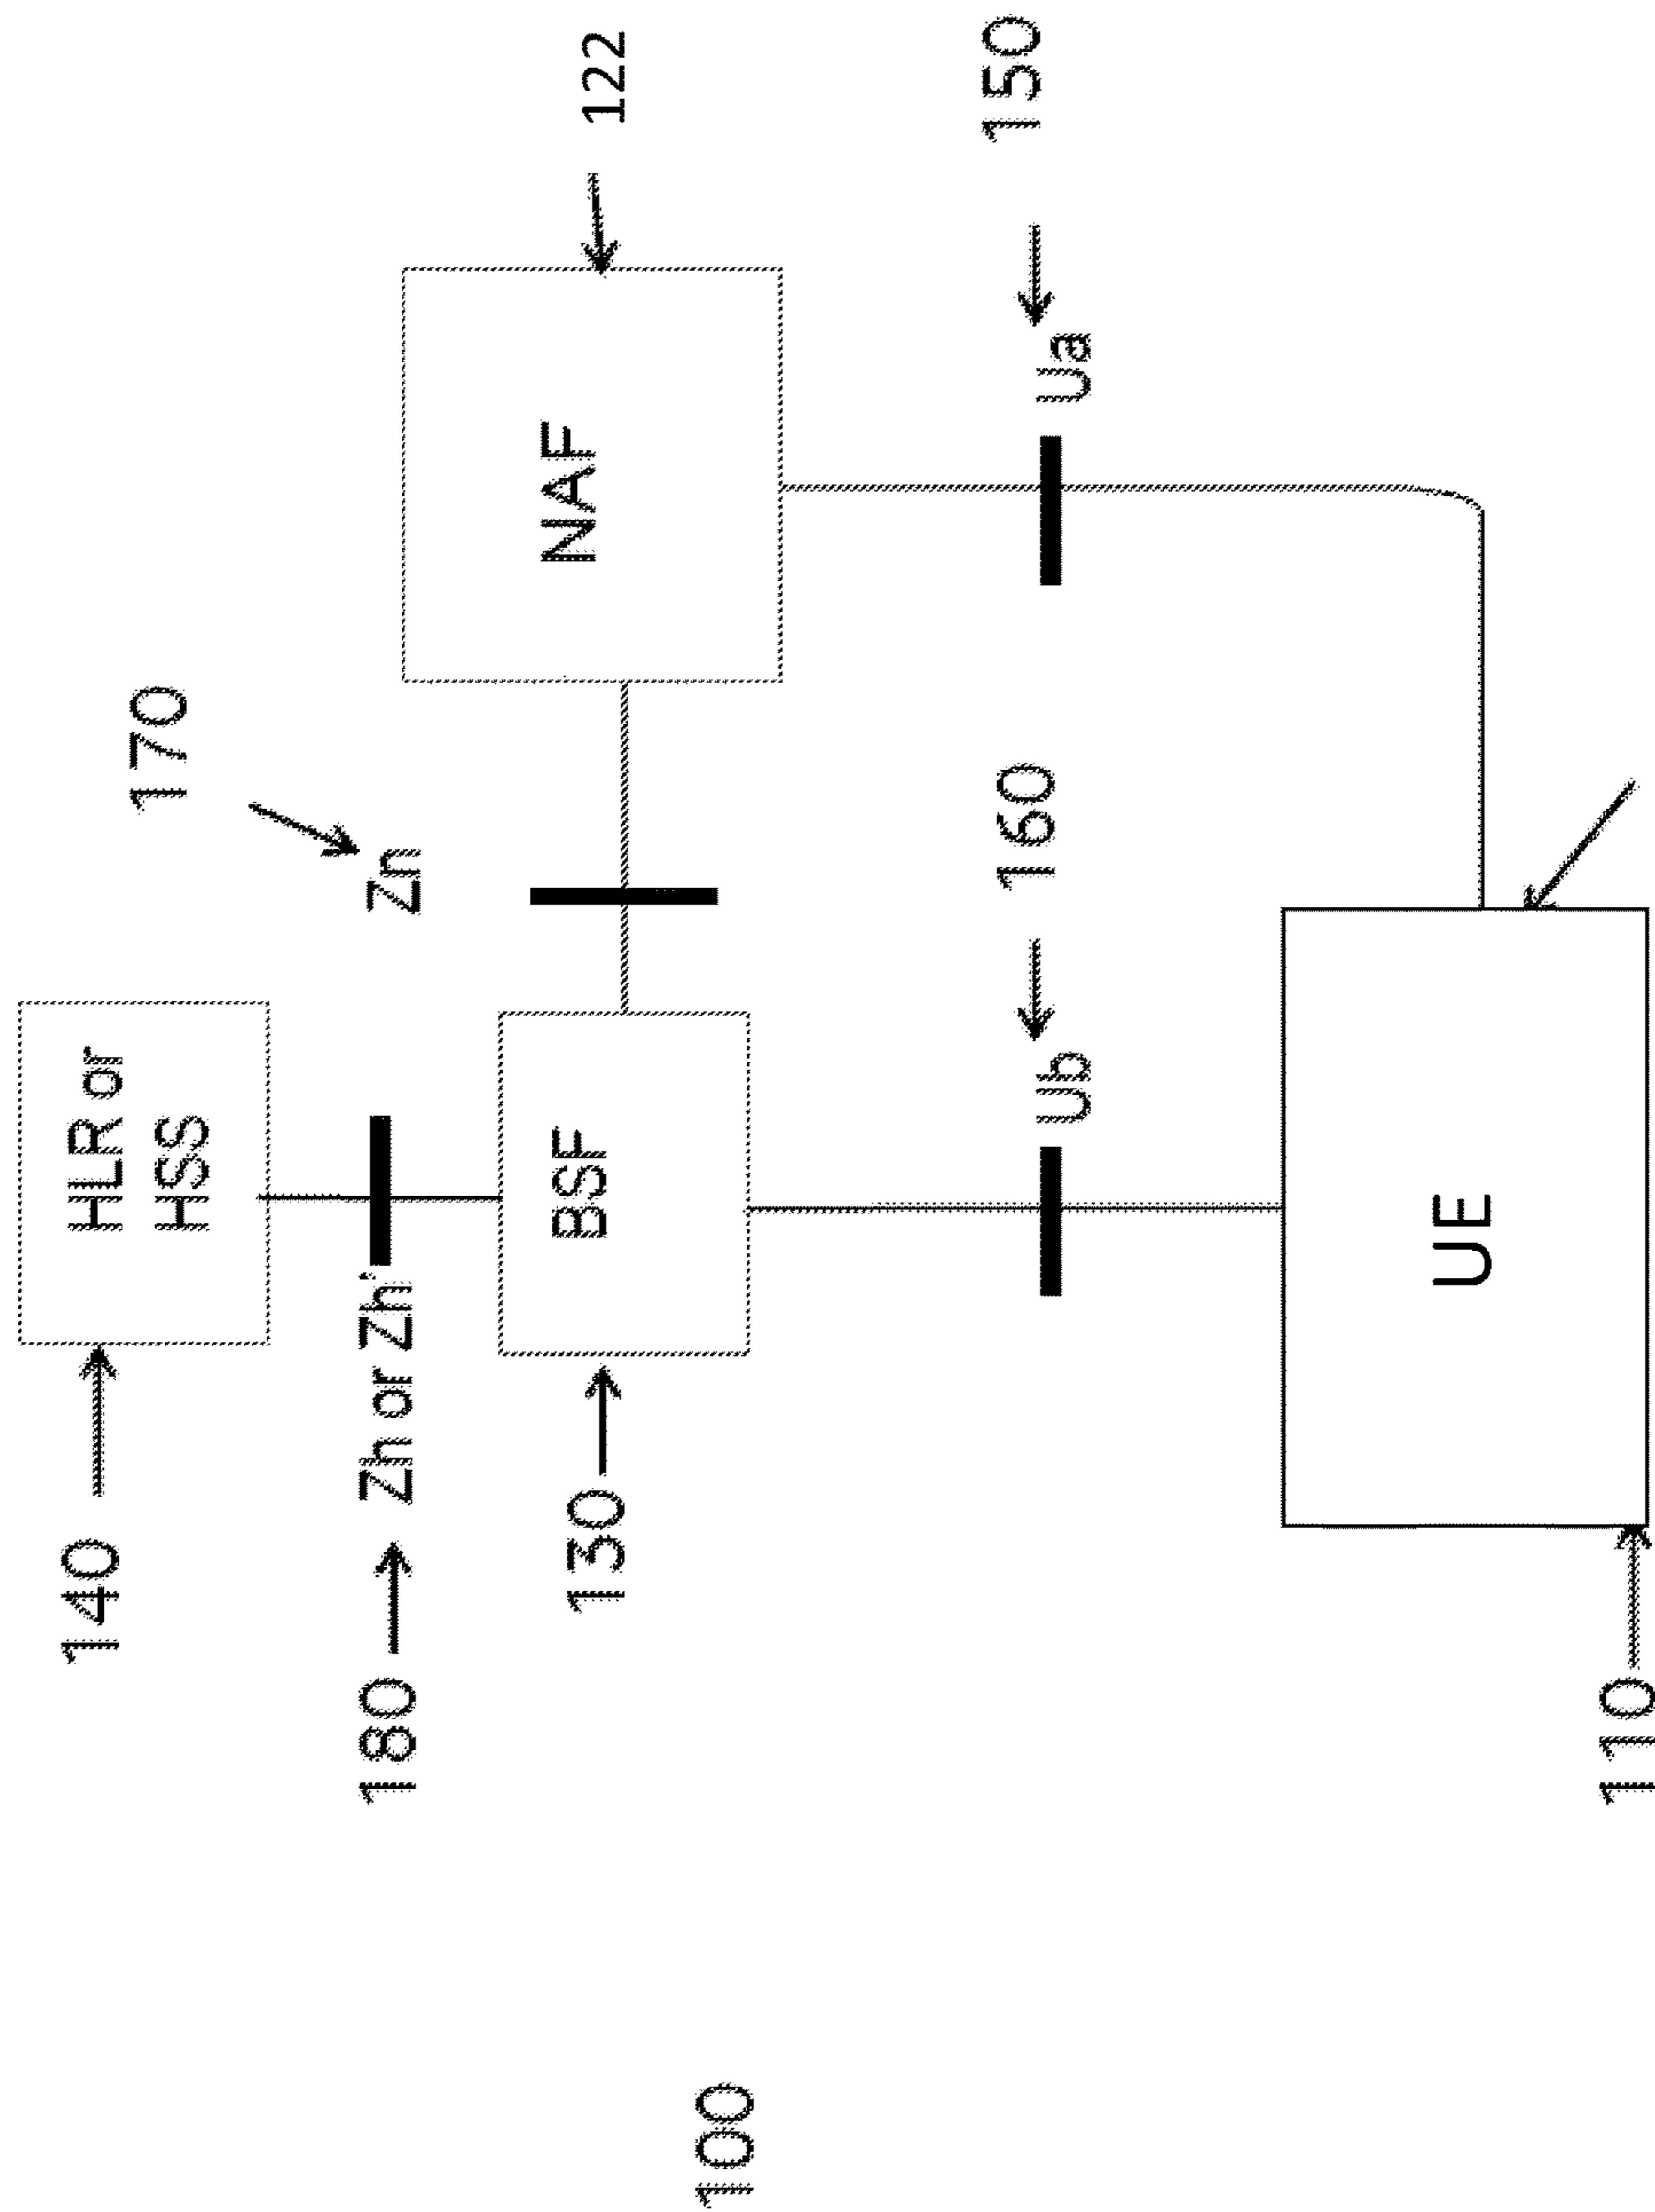 140
HLR or
HSS
170
180
Zh or Zh'
Zn
130
BSF
NAF
122
100
160
150
Ub
Ua
UE
110